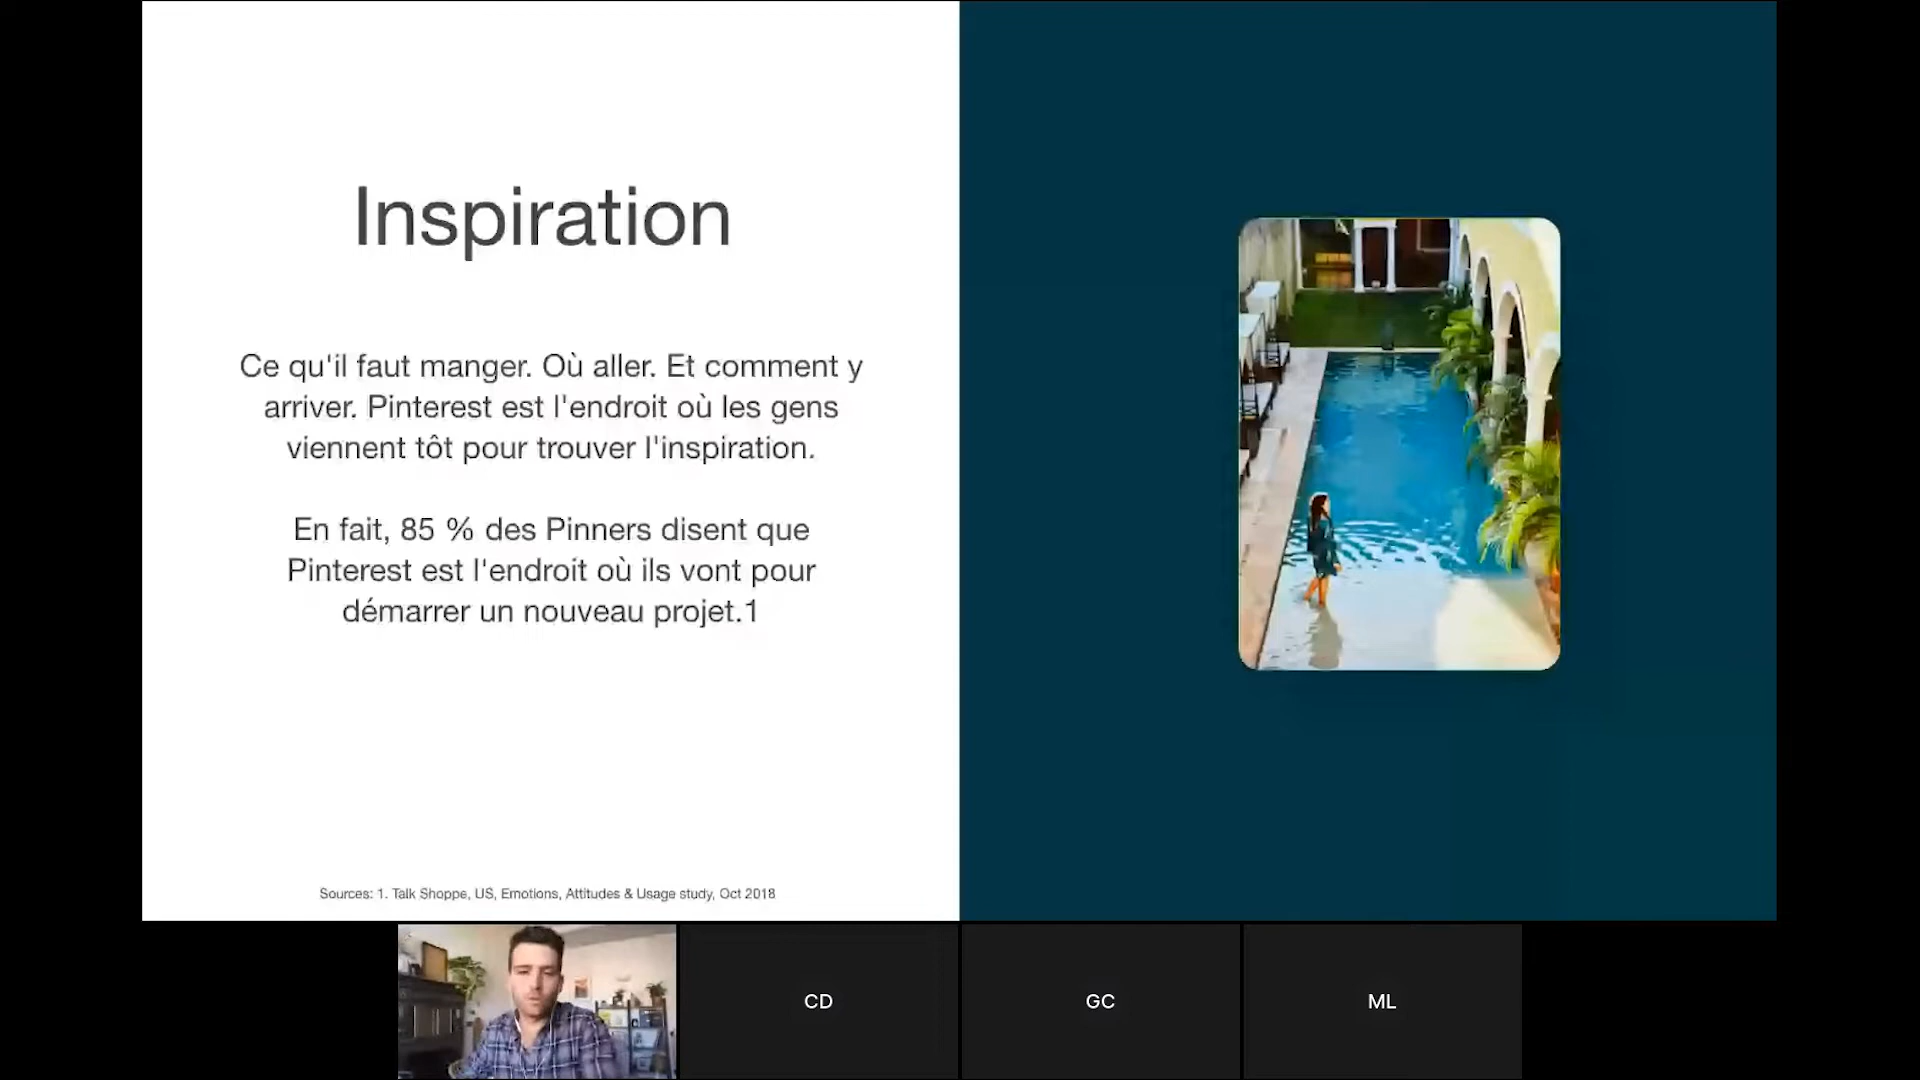 Inspiration
Ce qu'il faut manger. Où aller. Et comment y
arriver. Pinterest est l'endroit où les gens
viennent tôt pour trouver l'inspiration.
En fait, 85 % des Pinners disent que
Pinterest est l'endroit où ils vont pour
démarrer un nouveau projet.1
Sources: 1. Talk Shoppe, US, Emotions, Attitudes & Usage study, Oct 2018
CD
GC
ML